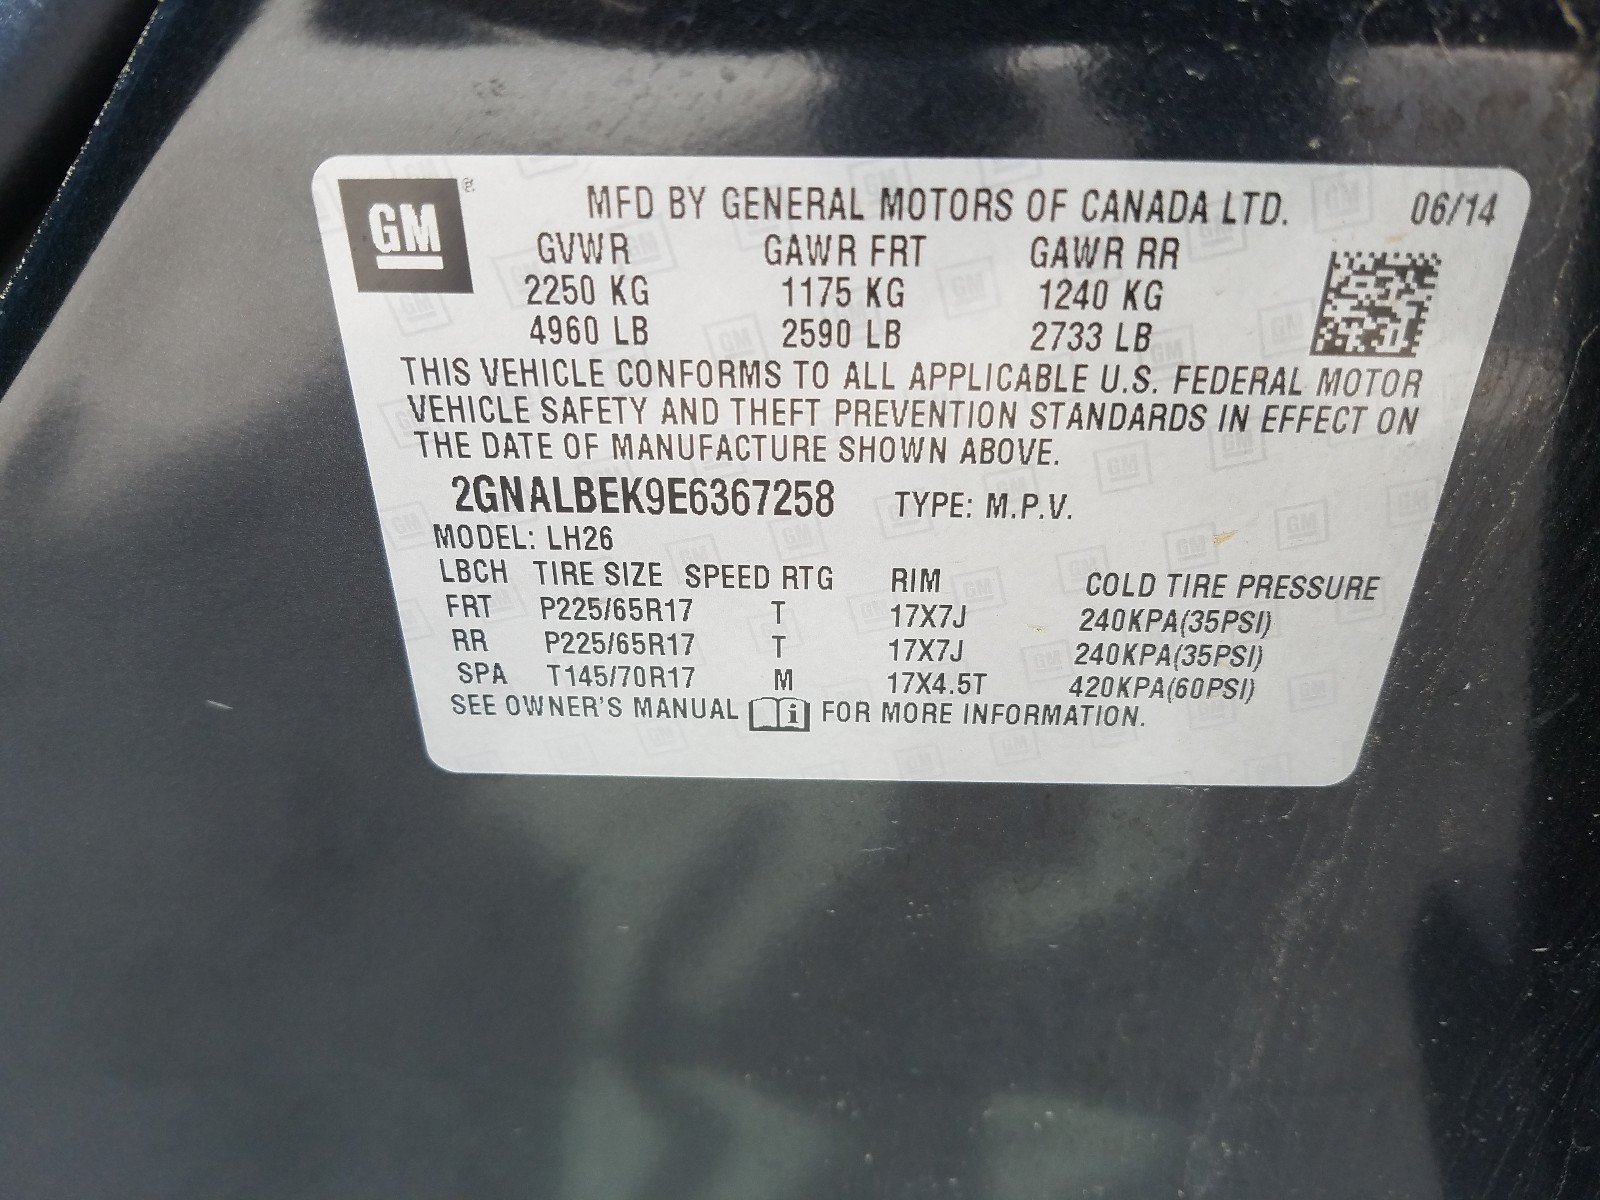 GM ® MFD BY GENERAL MOTORS OF CANADA LTD. 06/14
GVWR GAWR FRT GAWR RR
2250 KG 1175 KG 1240 KG
4960 LB 2590 LB 2733 LB
THIS VEHICLE CONFORMS TO ALL APPLICABLE U.S. FEDERAL MOTOR
VEHICLE SAFETY AND THEFT PREVENTION STANDARDS IN EFFECT ON
THE DATE OF MANUFACTURE SHOWN ABOVE.
2GNALBEK9E6367258 TYPE: M.P.V.
MODEL: LH26
LBCH TIRE SIZE SPEED RTG RIM COLD TIRE PRESSURE
FRT P225/65R17 T 17X7J 240KPA(35PSI)
RR P225/65R17 T 17X7J 240KPA(35PSI)
SPA T145/70R17 M 17X4.5T 420KPA(60PSI)
SEE OWNER'S MANUAL i FOR MORE INFORMATION.